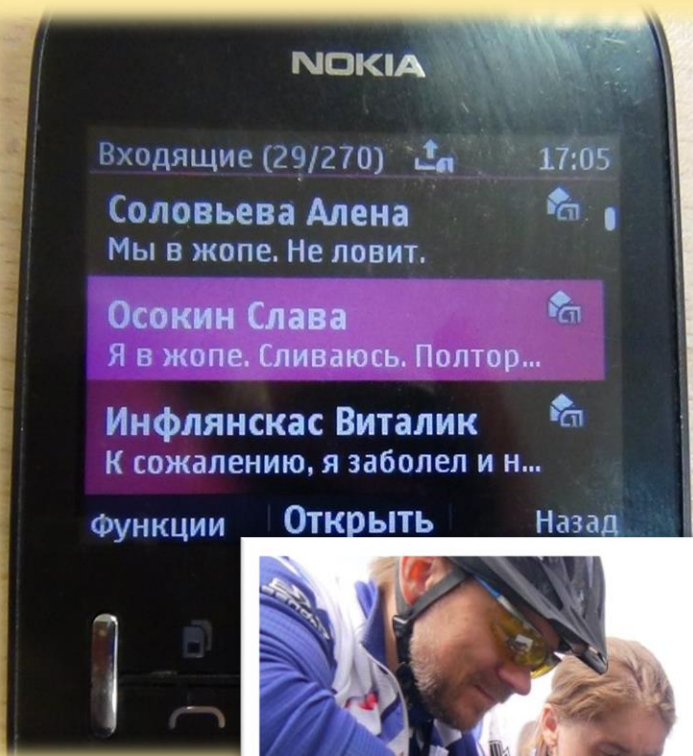 NOKIA
Входящие (29/270) 17:05
Соловьева Алена
Мы в жопе. Не ловит.
Осокин Слава
Я в жопе. Сливаюсь. Полтор...
Инфлянскас Виталик
К сожалению, я заболел и н...
Функции Открыть Назад